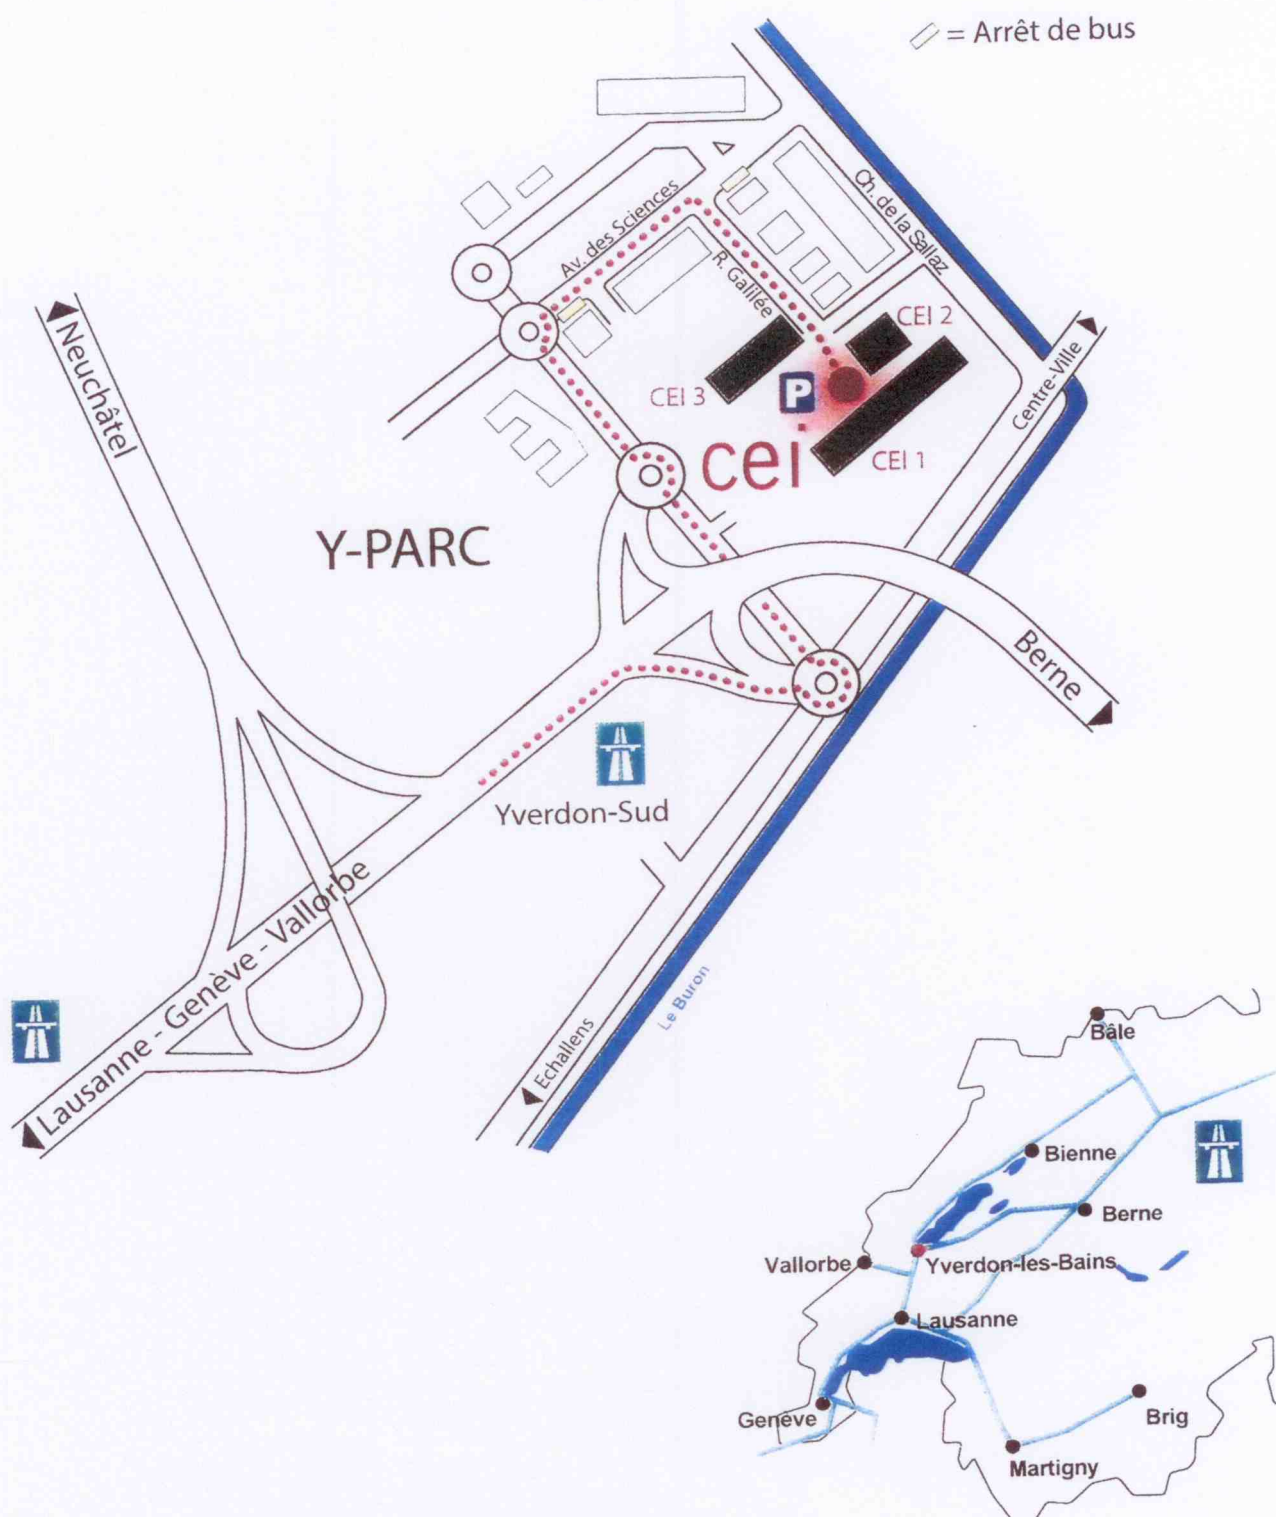 = Arrêt de bus
Ch. de la Sallaz
Av. des Sciences
R. Galilée
Neuchâtel
CEI 2
Centre-Ville
CEI 3
P
cei
CEI 1
Y-PARC
Berne
Yverdon-Sud
Lausanne - Genève - Vallorbe
Le Buron
Echallens
Bâle
Bienne
Berne
Vallorbe
Yverdon-les-Bains
Lausanne
Genève
Brig
Martigny